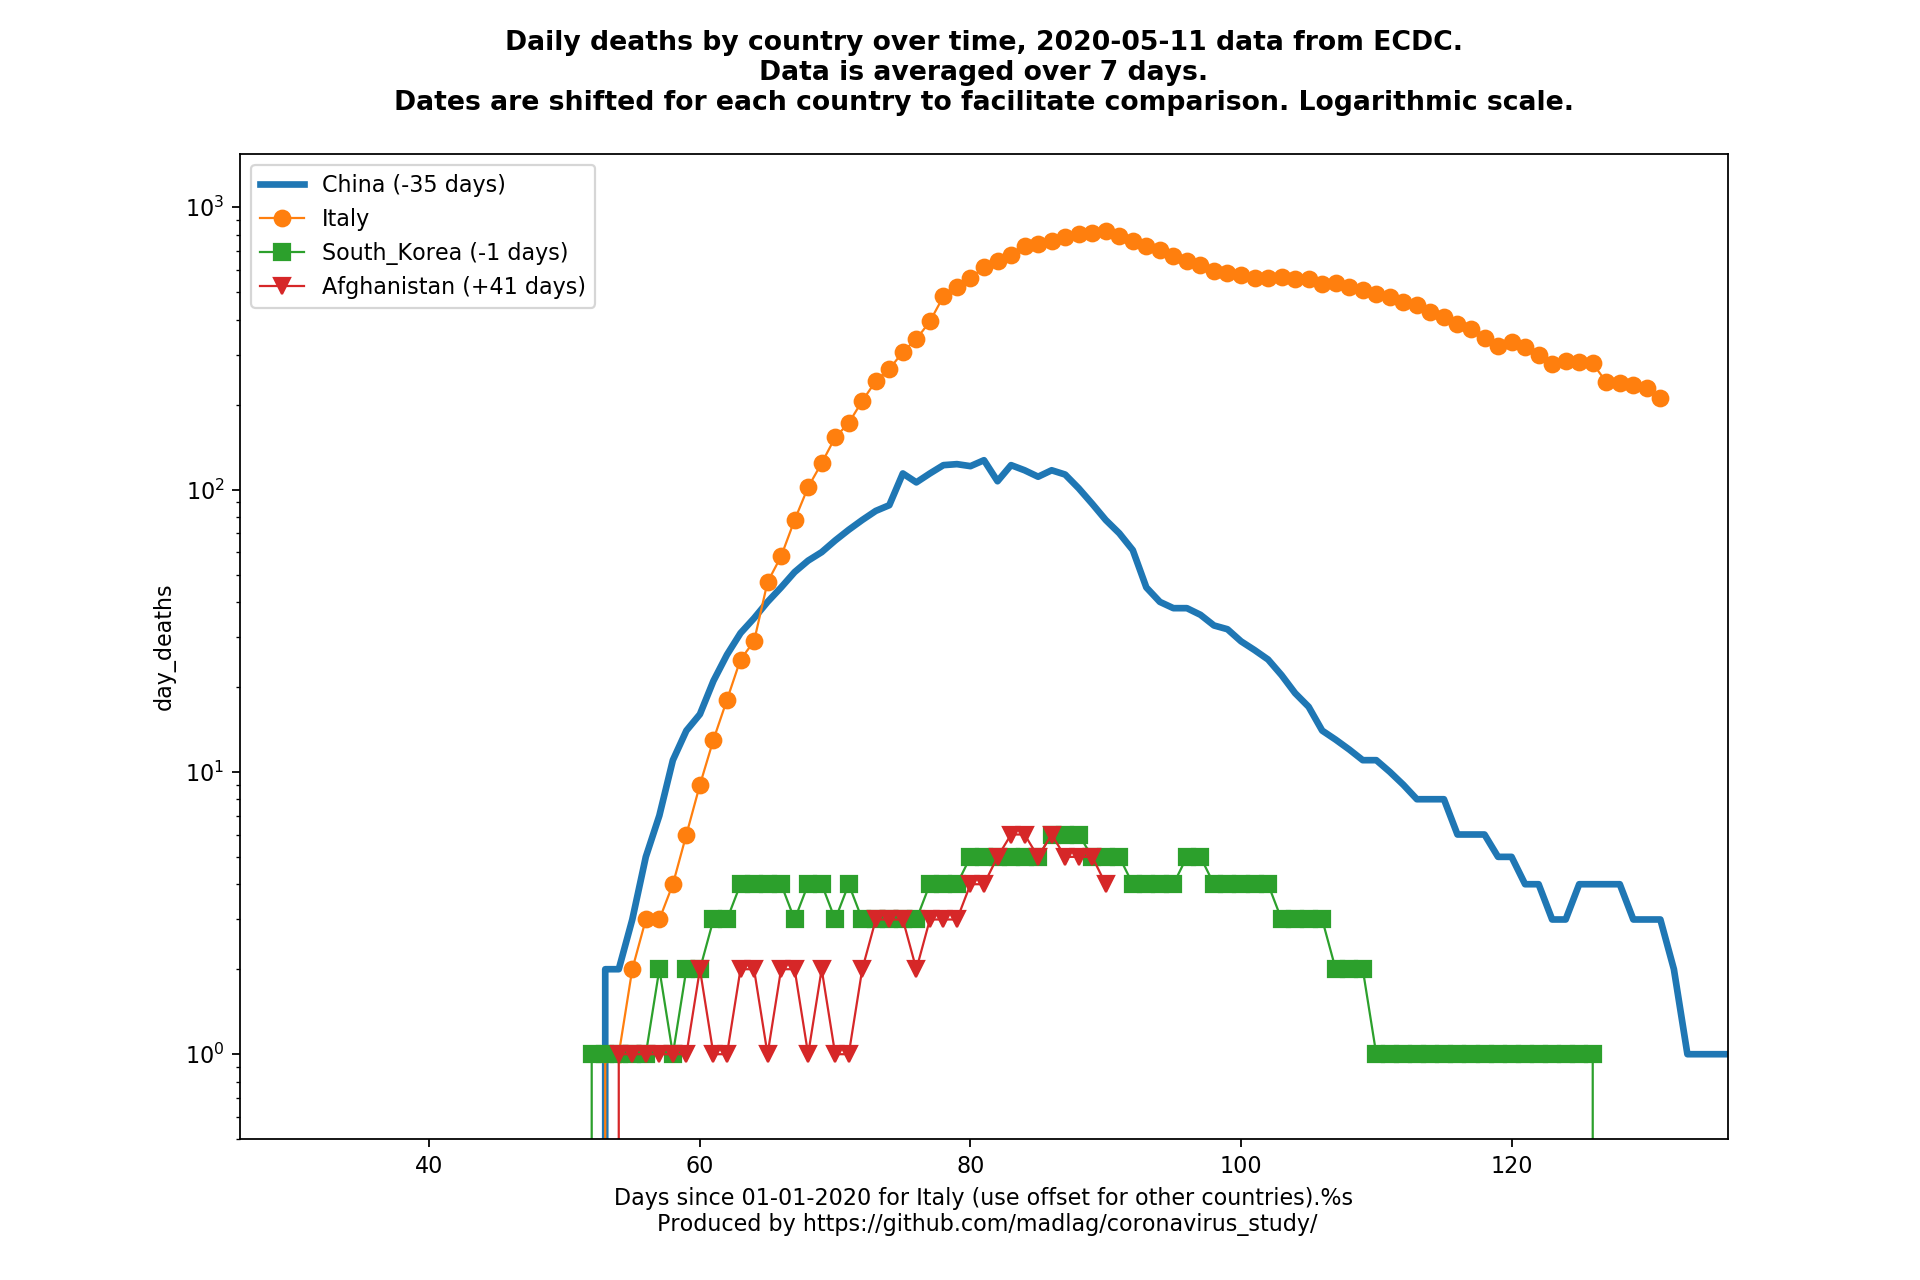 Daily deaths by country over time, 2020-05-11 data from ECDC.
Data is averaged over 7 days.
Dates are shifted for each country to facilitate comparison. Logarithmic scale.
China (-35 days)
Italy
South_Korea (-1 days)
Afghanistan (+41 days)
10³
10²
10¹
10⁰
day_deaths
40 60 80 100 120
Days since 01-01-2020 for Italy (use offset for other countries).%s
Produced by https://github.com/madlag/coronavirus_study/